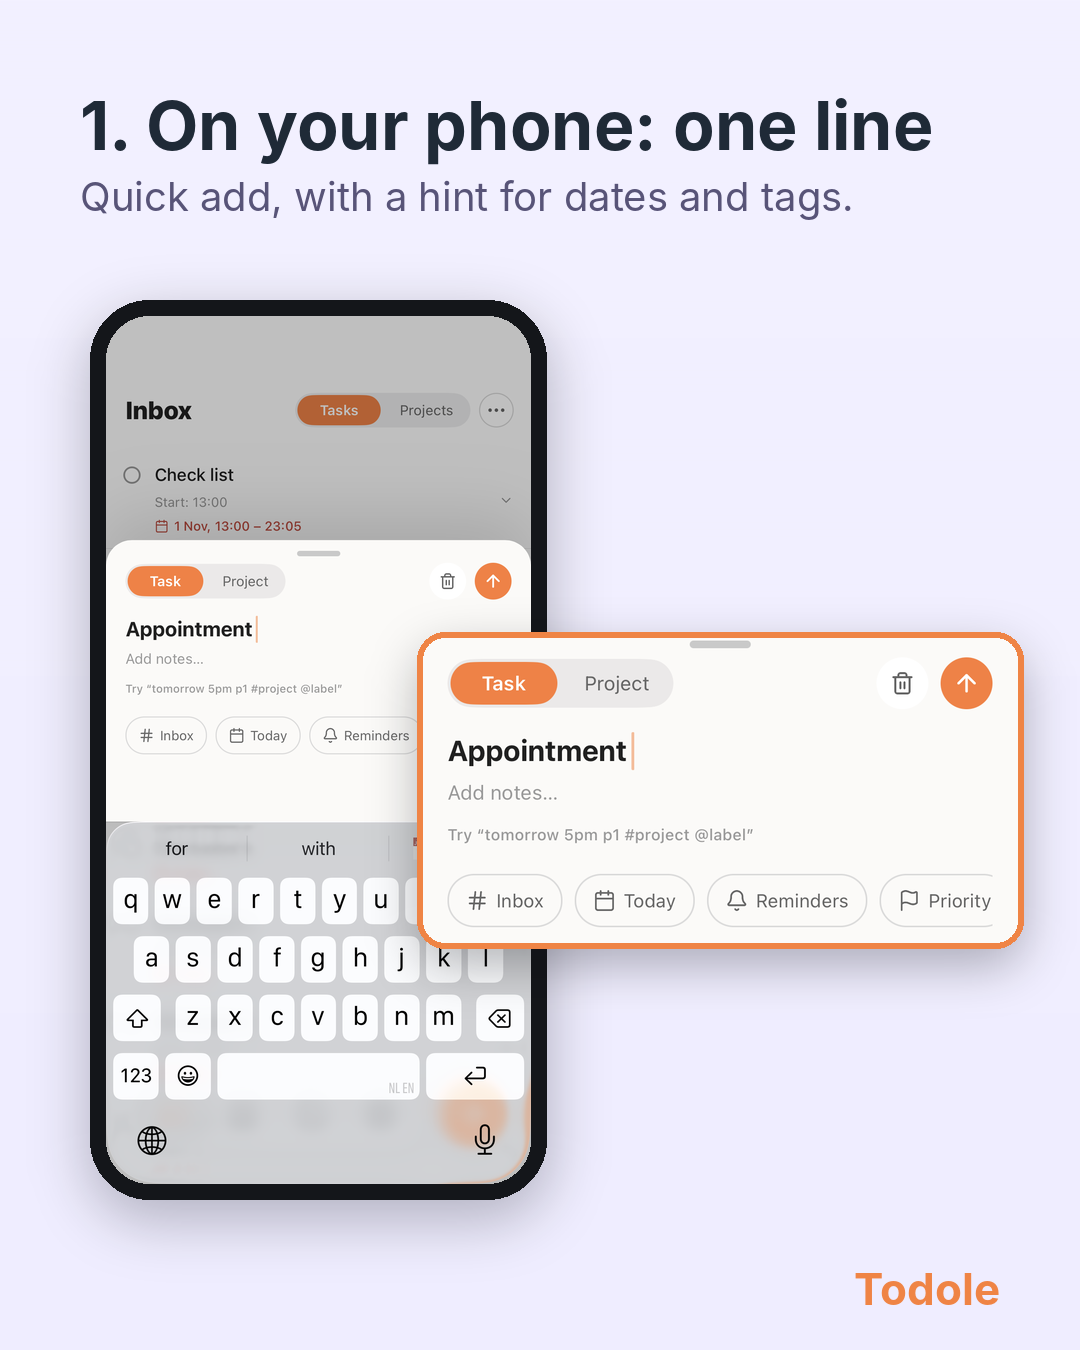 1. On your phone: one line
Quick add, with a hint for dates and tags.
Inbox
Tasks
Projects
Check list
Start: 13:00
1 Nov, 13:00 – 23:05
Task
Project
Appointment
Add notes...
Try “tomorrow 5pm p1 #project @label”
Inbox
Today
Reminders
for
with
q w e r t y u
a s d f g h j k l
z x c v b n m
123
NL EN
Task
Project
Appointment
Add notes...
Try “tomorrow 5pm p1 #project @label”
Inbox
Today
Reminders
Priority
Todole